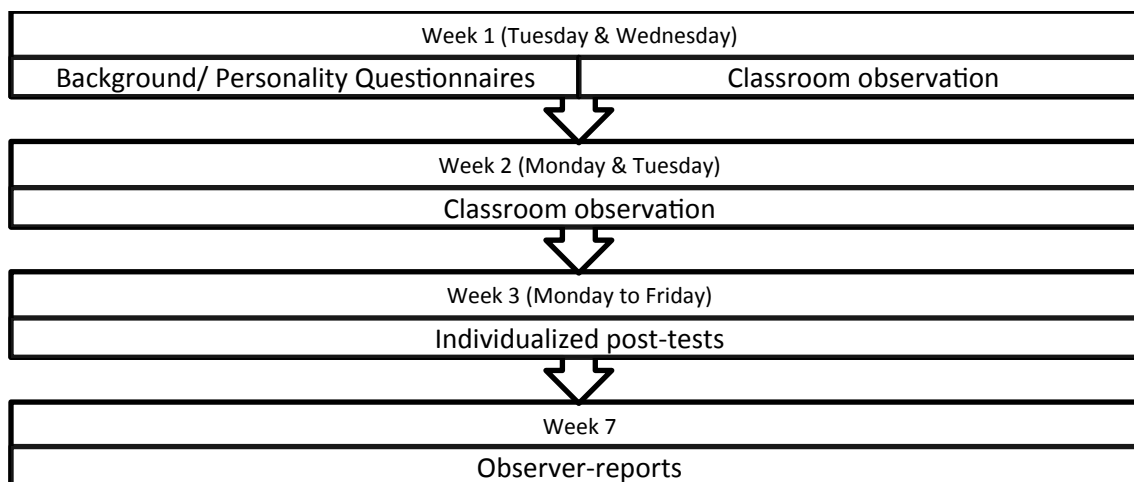 Week 1 (Tuesday & Wednesday)
Background/ Personality Questionnaires
Classroom observation
Week 2 (Monday & Tuesday)
Classroom observation
Week 3 (Monday to Friday)
Individualized post-tests
Week 7
Observer-reports